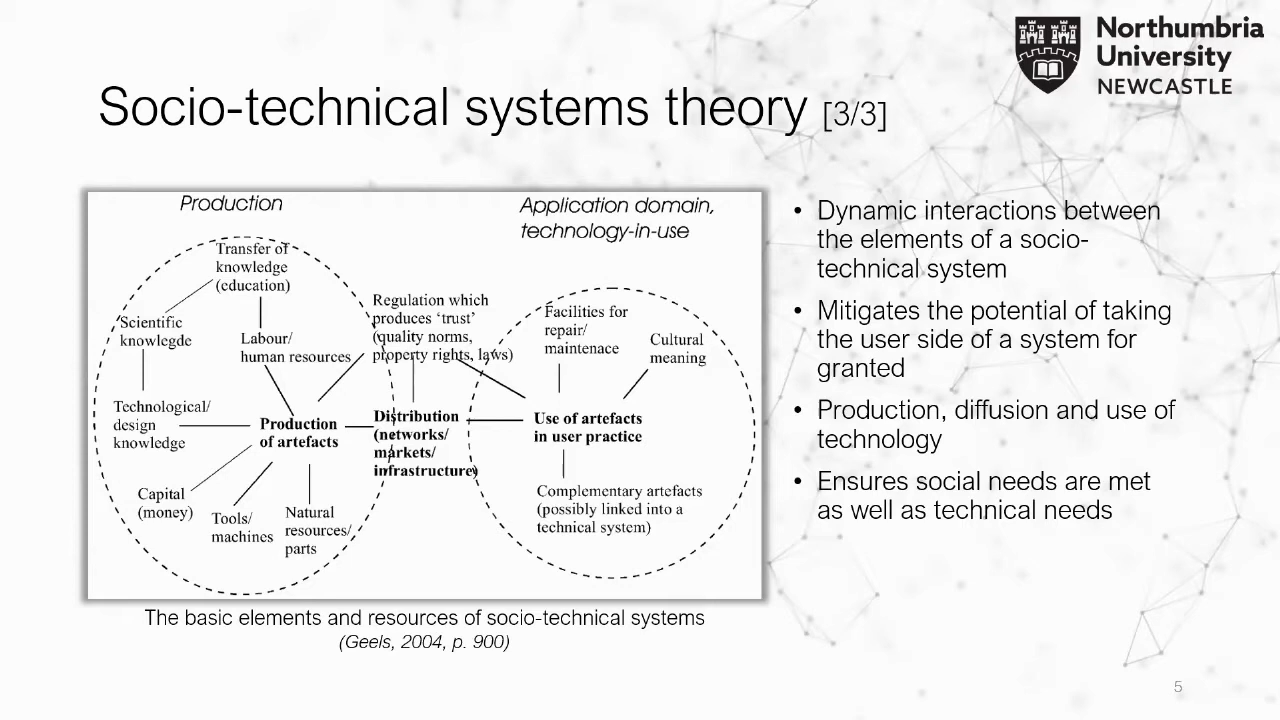 Northumbria
University
NEWCASTLE
Socio-technical systems theory [3/3]
Production
Application domain,
technology-in-use
Transfer of
knowledge
(education)
Scientific
knowlegde
Labour/
human resources
Regulation which
produces ‘trust’
(quality norms,
property rights, laws)
Facilities for
repair/
maintenace
Cultural
meaning
Technological/
design
knowledge
Production
of artefacts
Distribution
(networks/
markets/
infrastructure)
Use of artefacts
in user practice
Capital
(money)
Tools/
machines
Natural
resources/
parts
Complementary artefacts
(possibly linked into a
technical system)
The basic elements and resources of socio-technical systems
(Geels, 2004, p. 900)
• Dynamic interactions between
the elements of a socio-
technical system
• Mitigates the potential of taking
the user side of a system for
granted
• Production, diffusion and use of
technology
• Ensures social needs are met
as well as technical needs
5